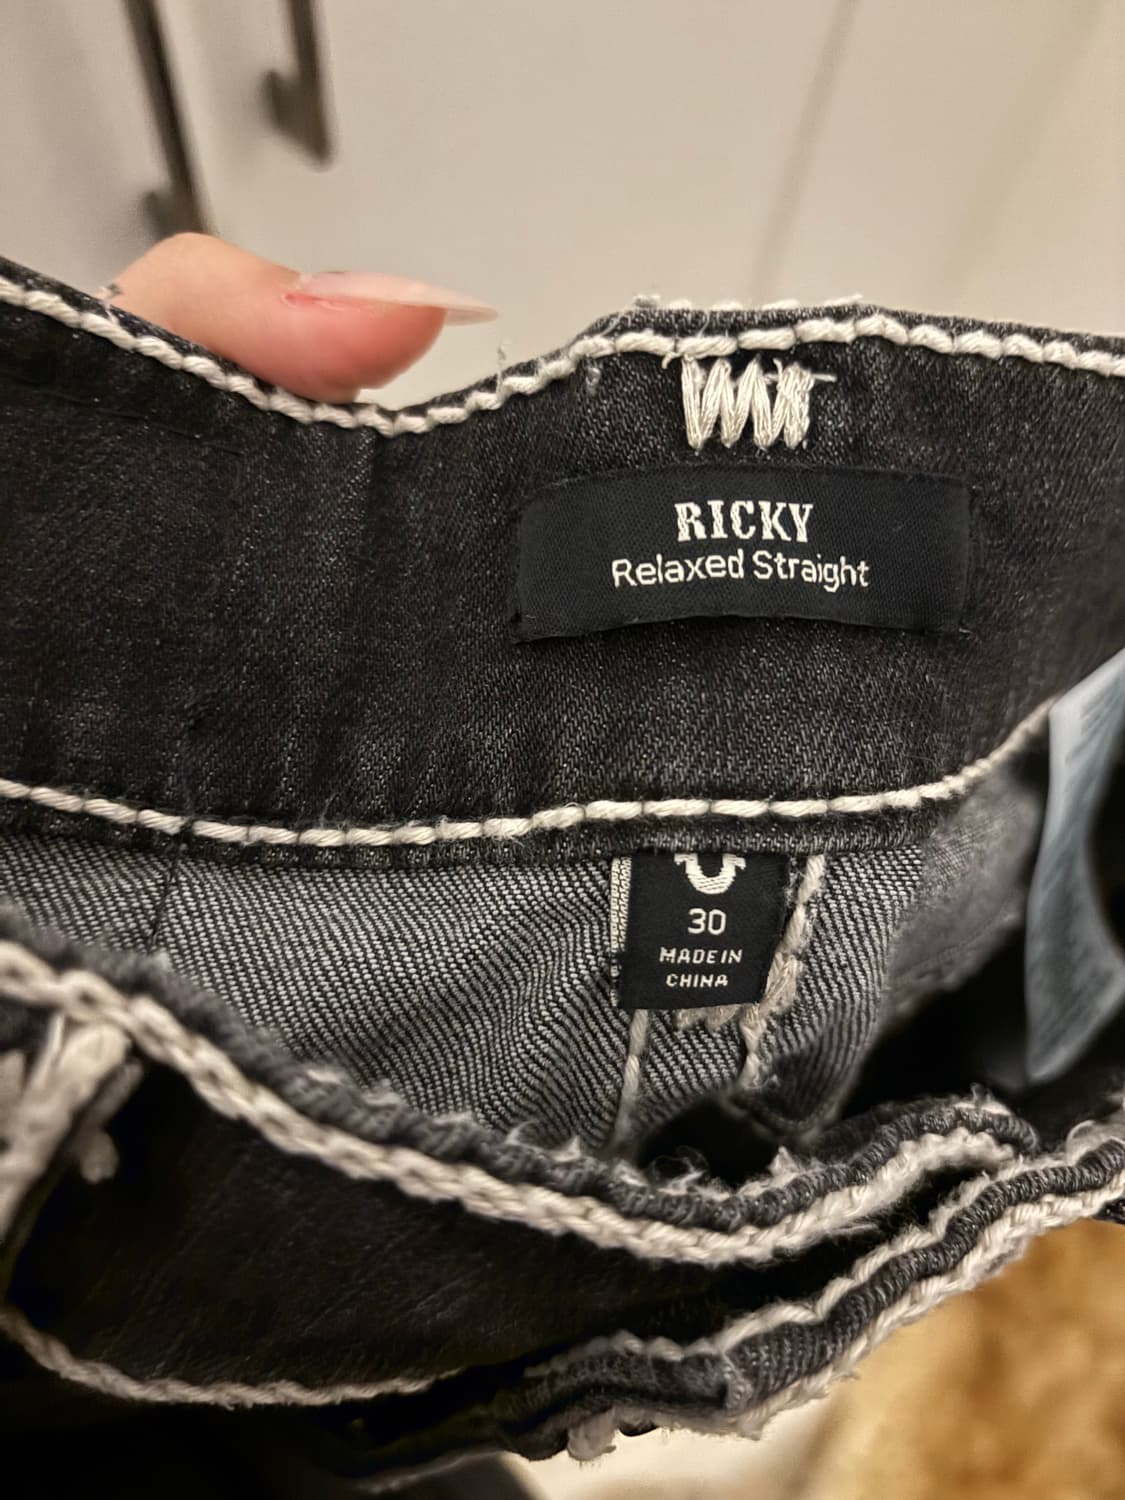 RICKY
Relaxed Straight
30
MADE IN
CHINA